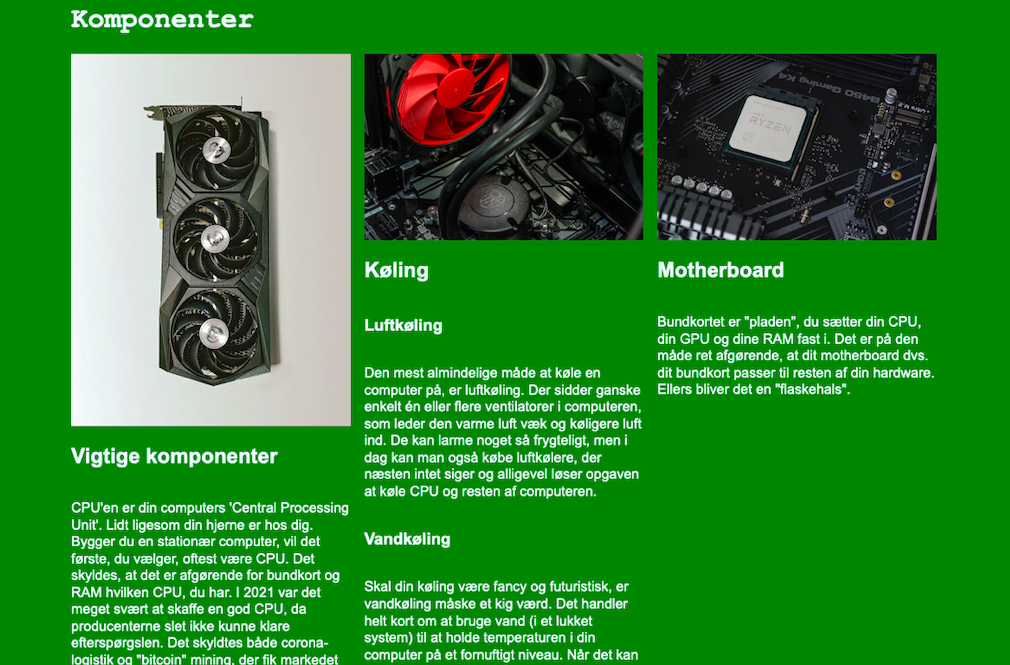 Komponenter
B450 Gaming K4
RYZEN
Vigtige komponenter
CPU'en er din computers 'Central Processing
Unit'. Lidt ligesom din hjerne er hos dig.
Bygger du en stationær computer, vil det
første, du vælger, oftest være CPU. Det
skyldes, at det er afgørende for bundkort og
RAM hvilken CPU, du har. I 2021 var det
meget svært at skaffe en god CPU, da
producenterne slet ikke kunne klare
efterspørgslen. Det skyldtes både corona-
logistik og "bitcoin" mining, der fik markedet
Køling
Luftkøling
Den mest almindelige måde at køle en
computer på, er luftkøling. Der sidder ganske
enkelt én eller flere ventilatorer i computeren,
som leder den varme luft væk og køligere luft
ind. De kan larme noget så frygteligt, men i
dag kan man også købe luftkølere, der
næsten intet siger og alligevel løser opgaven
at køle CPU og resten af computeren.
Vandkøling
Skal din køling være fancy og futuristisk, er
vandkøling måske et kig værd. Det handler
helt kort om at bruge vand (i et lukket
system) til at holde temperaturen i din
computer på et fornuftigt niveau. Når det kan
Motherboard
Bundkortet er "pladen", du sætter din CPU,
din GPU og dine RAM fast i. Det er på den
måde ret afgørende, at dit motherboard dvs.
dit bundkort passer til resten af din hardware.
Ellers bliver det en "flaskehals".